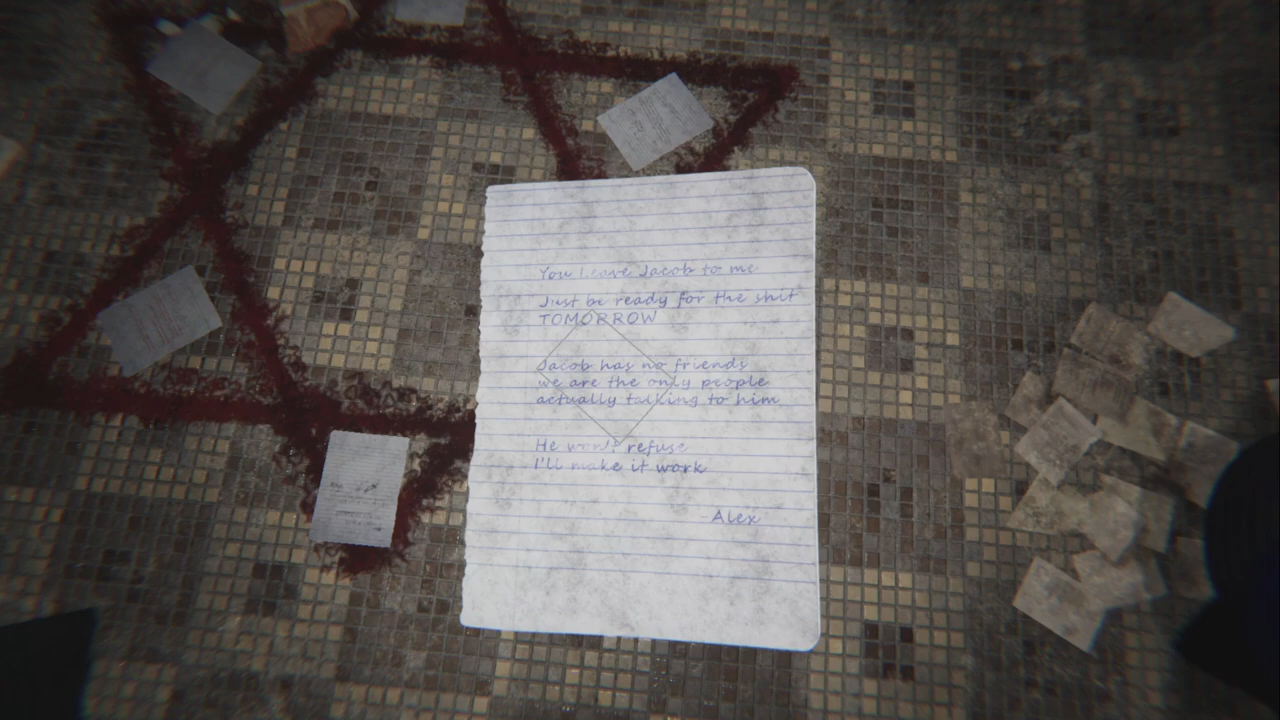 You Leave Jacob to me
Just be ready for the shit
TOMORROW
Jacob has no friends
we are the only people
actually talking to him
He won't refuse
I'll make it work
-Alex